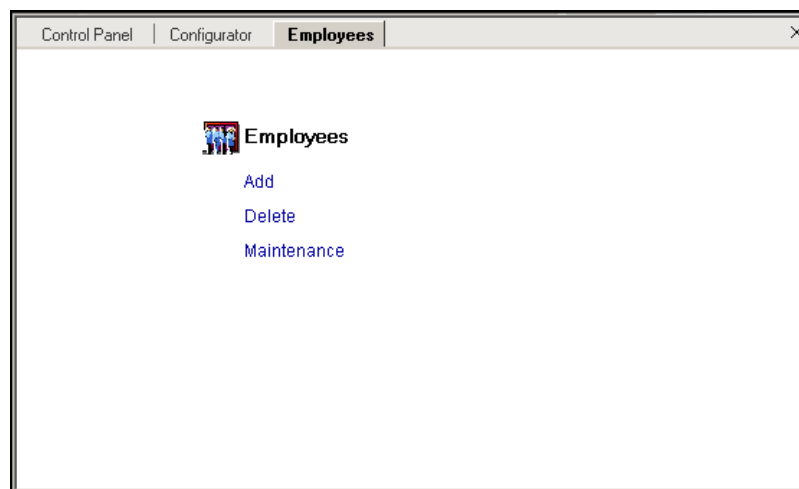 Control Panel Configurator Employees
Employees
Add
Delete
Maintenance